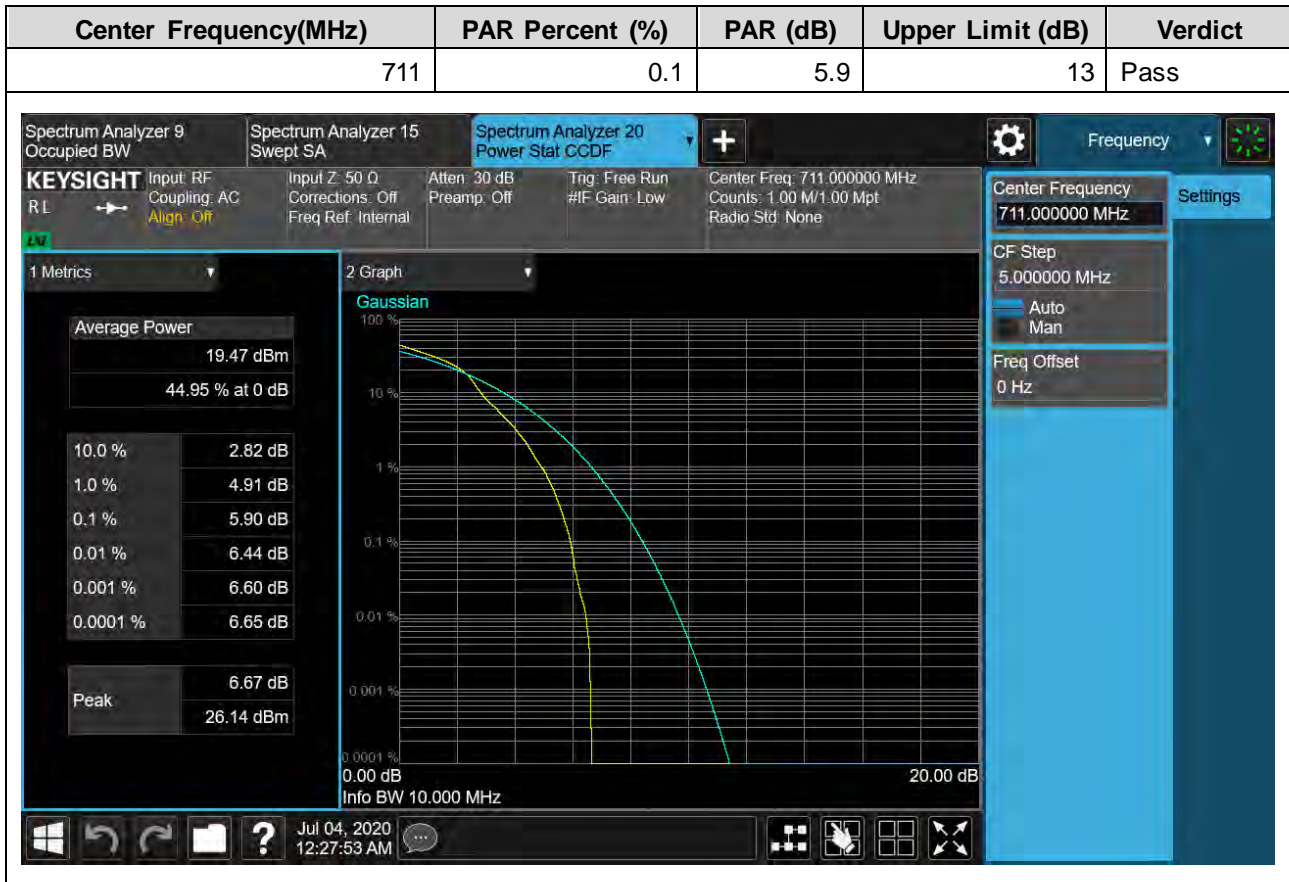 Center Frequency(MHz) PAR Percent (%) PAR (dB) Upper Limit (dB) Verdict
711 0.1 5.9 13 Pass
Spectrum Analyzer 9 Spectrum Analyzer 15 Spectrum Analyzer 20 Frequency
Occupied BW Swept SA Power Stat CCDF
KEYSIGHT Input: RF Input Z: 50 Ω Atten: 30 dB Trig: Free Run Center Freq: 711.000000 MHz
RL Coupling: AC Corrections: Off Preamp: Off #IF Gain: Low Counts: 1.00 M/1.00 Mpt
Align: Off Freq Ref: Internal Radio Std: None
LNI
Center Frequency Settings
711.000000 MHz
CF Step
5.000000 MHz
Auto
Man
Freq Offset
0 Hz
1 Metrics
Average Power
19.47 dBm
44.95 % at 0 dB
10.0 % 2.82 dB
1.0 % 4.91 dB
0.1 % 5.90 dB
0.01 % 6.44 dB
0.001 % 6.60 dB
0.0001 % 6.65 dB
Peak 6.67 dB
26.14 dBm
2 Graph
Gaussian
100 %
10 %
1 %
0.1 %
0.01 %
0.001 %
0.0001 %
0.00 dB 20.00 dB
Info BW 10.000 MHz
? Jul 04, 2020
12:27:53 AM